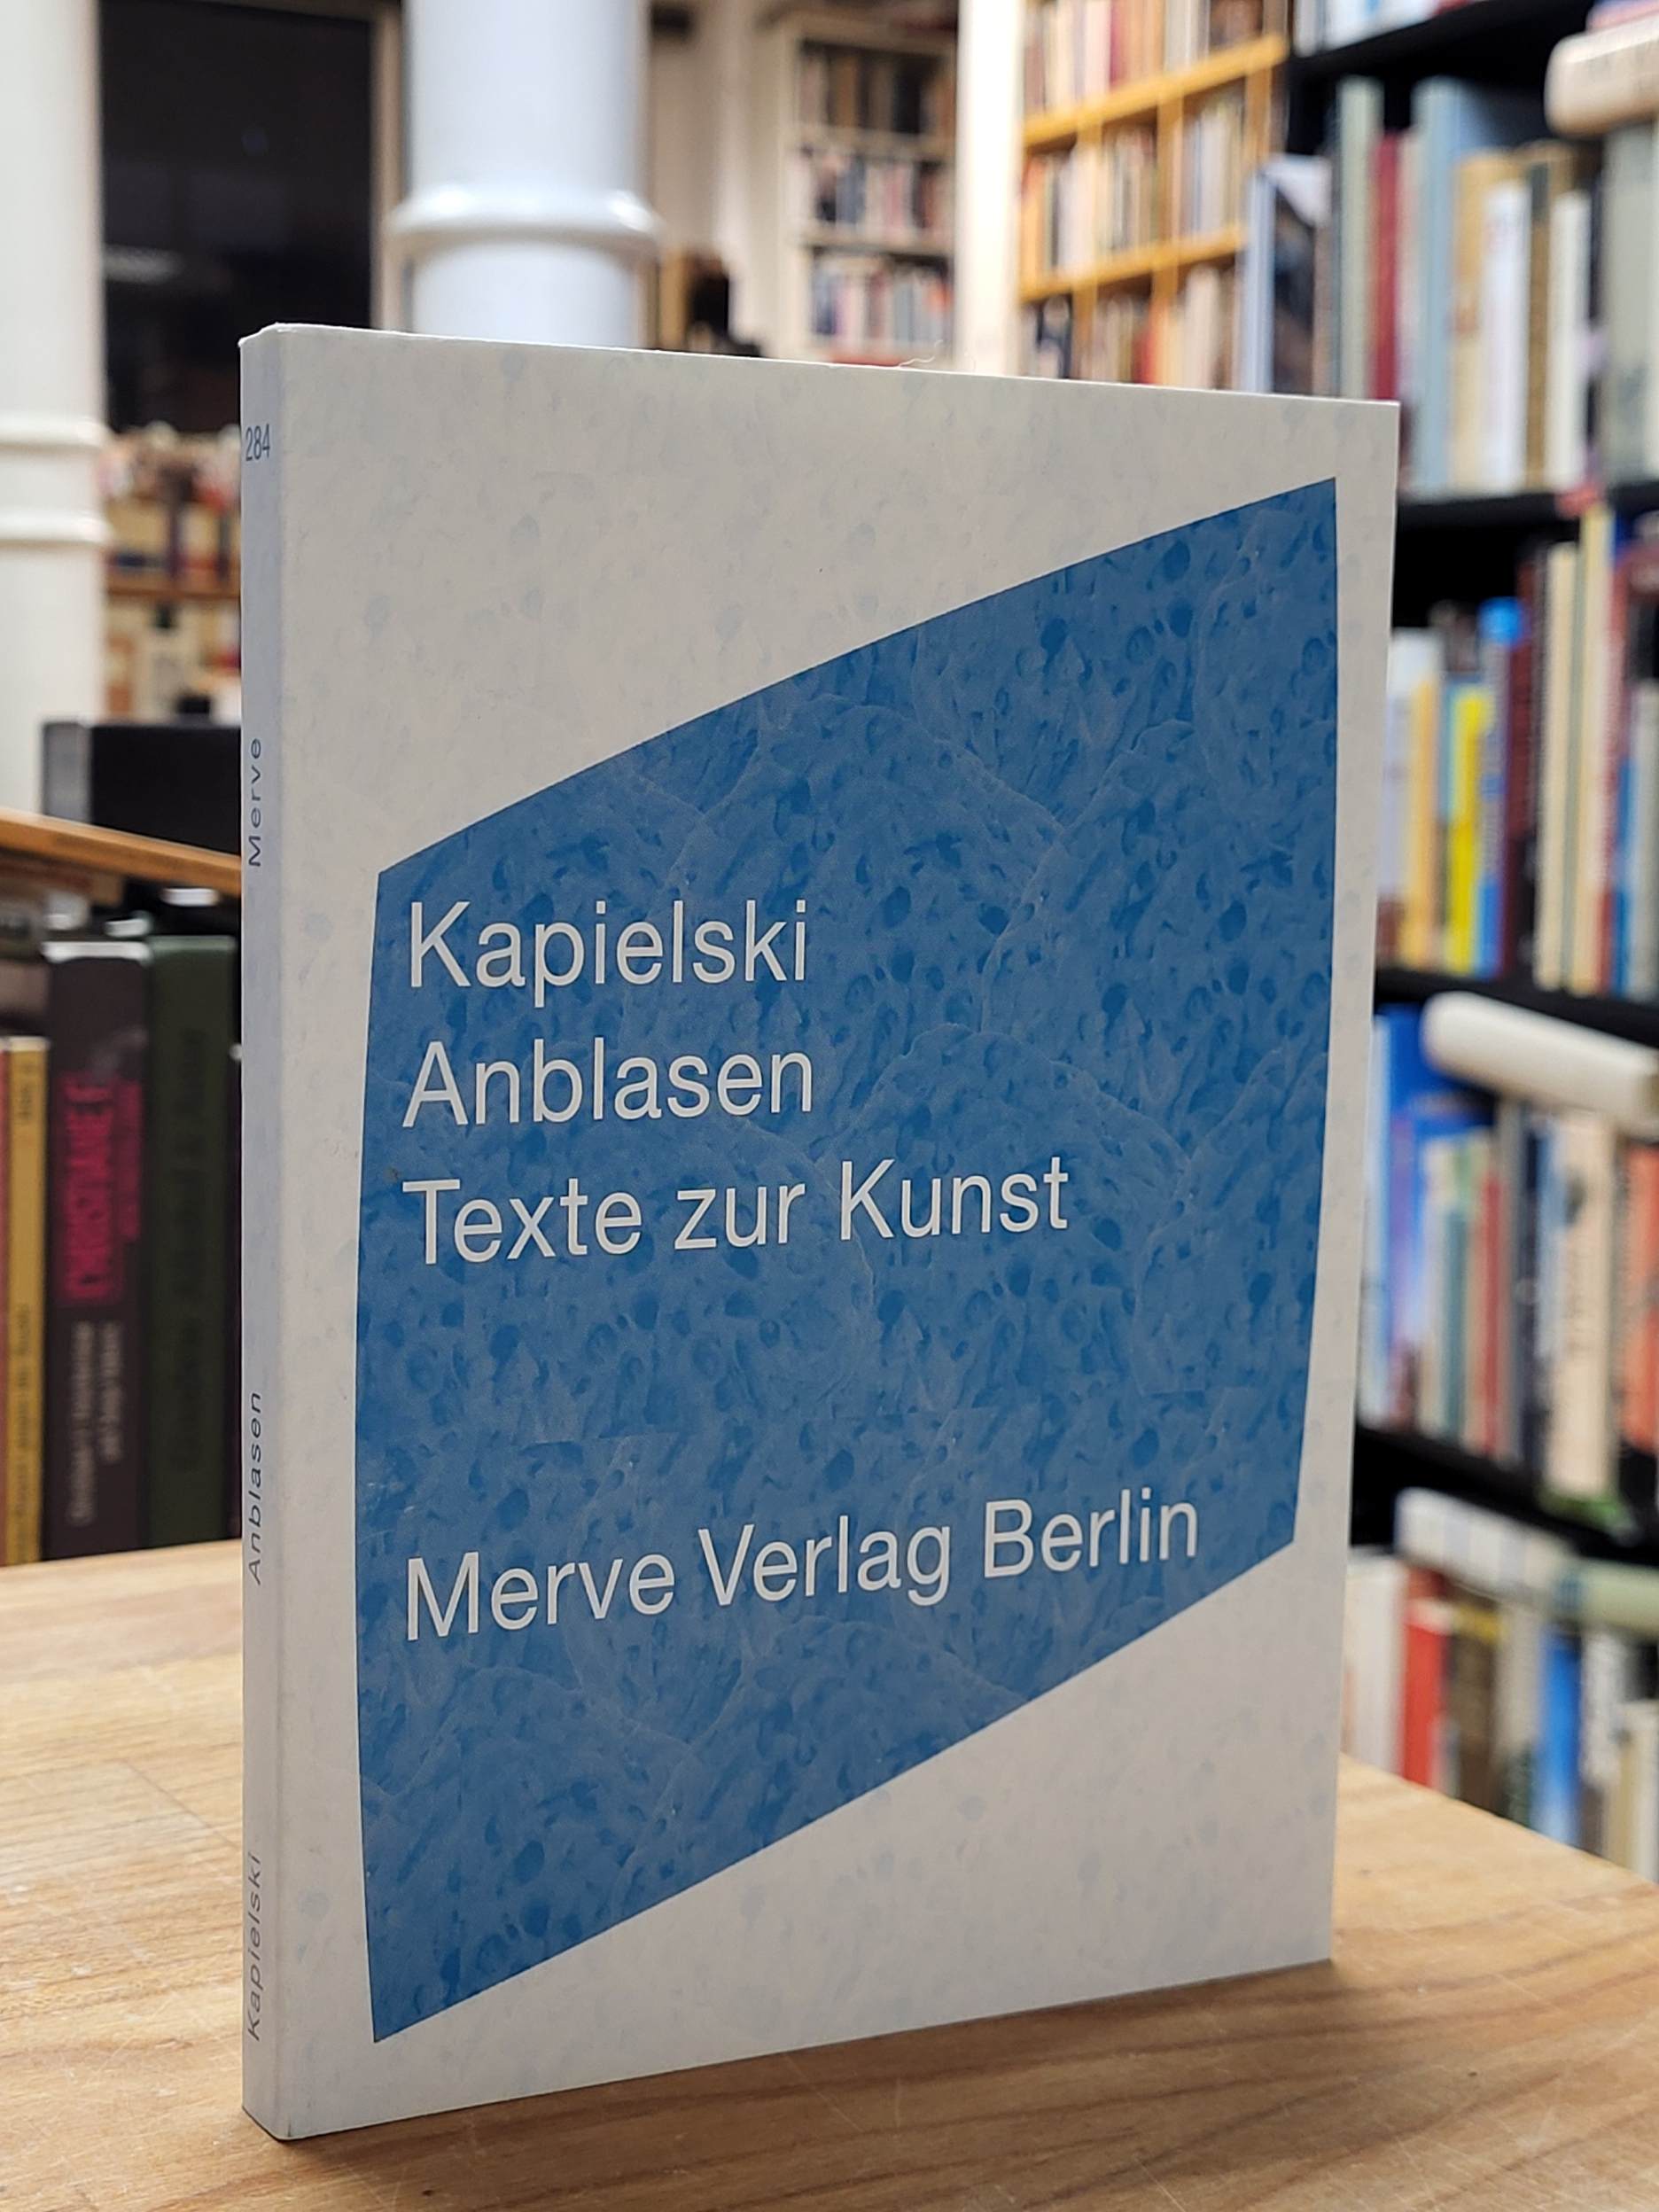 284
Merve
Anblasen
Kapielski
Kapielski
Anblasen
Texte zur Kunst
Merve Verlag Berlin